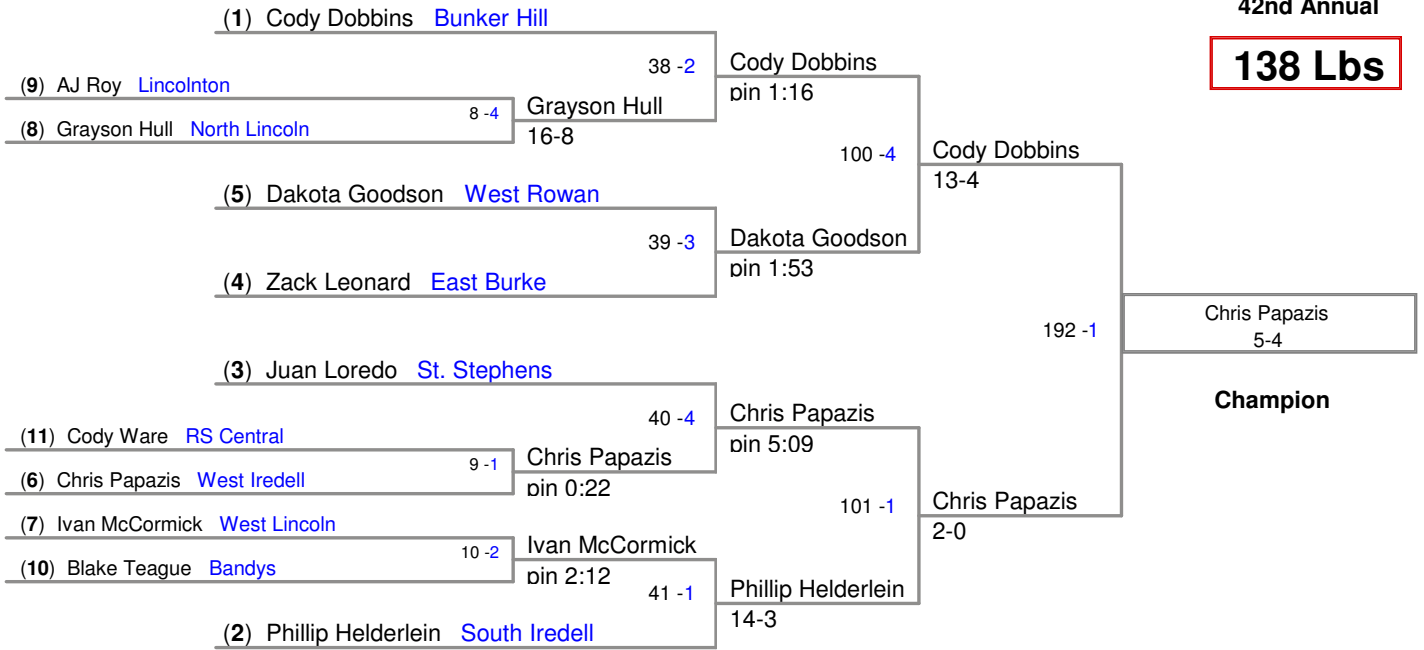 42nd Annual
138 Lbs
(1) Cody Dobbins Bunker Hill
38 -2
Cody Dobbins
pin 1:16
(9) AJ Roy Lincolnton
8 -4
Grayson Hull
16-8
(8) Grayson Hull North Lincoln
100 -4
Cody Dobbins
13-4
(5) Dakota Goodson West Rowan
39 -3
Dakota Goodson
pin 1:53
(4) Zack Leonard East Burke
192 -1
Chris Papazis
5-4
Champion
(3) Juan Loredo St. Stephens
40 -4
Chris Papazis
pin 5:09
(11) Cody Ware RS Central
9 -1
Chris Papazis
pin 0:22
(6) Chris Papazis West Iredell
101 -1
Chris Papazis
2-0
(7) Ivan McCormick West Lincoln
10 -2
Ivan McCormick
pin 2:12
(10) Blake Teague Bandys
41 -1
Phillip Helderlein
14-3
(2) Phillip Helderlein South Iredell